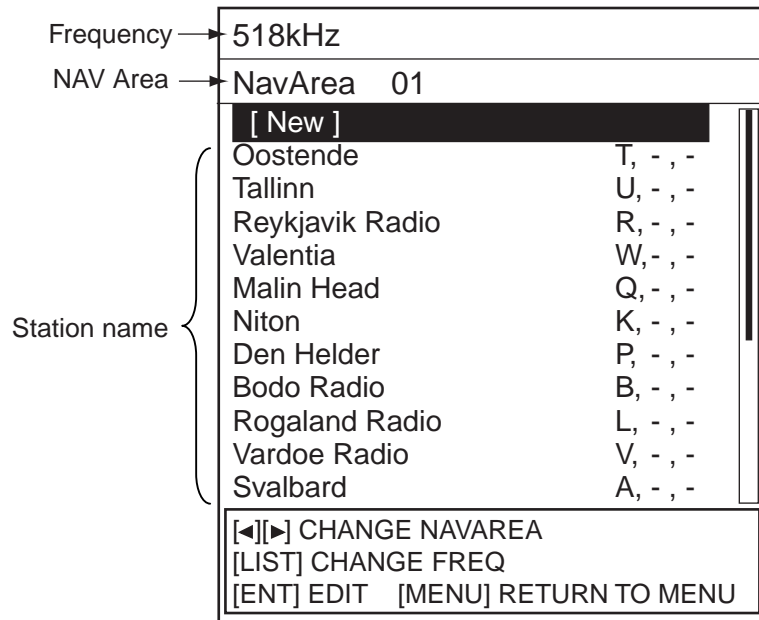 Frequency
518kHz
NAV Area
NavArea 01
[ New ]
Oostende T, - , -
Tallinn U, - , -
Reykjavik Radio R, - , -
Valentia W, - , -
Malin Head Q, - , -
Niton K, - , -
Den Helder P, - , -
Bodo Radio B, - , -
Rogaland Radio L, - , -
Vardoe Radio V, - , -
Svalbard A, - , -
Station name
[◄][►] CHANGE NAVAREA
[LIST] CHANGE FREQ
[ENT] EDIT [MENU] RETURN TO MENU